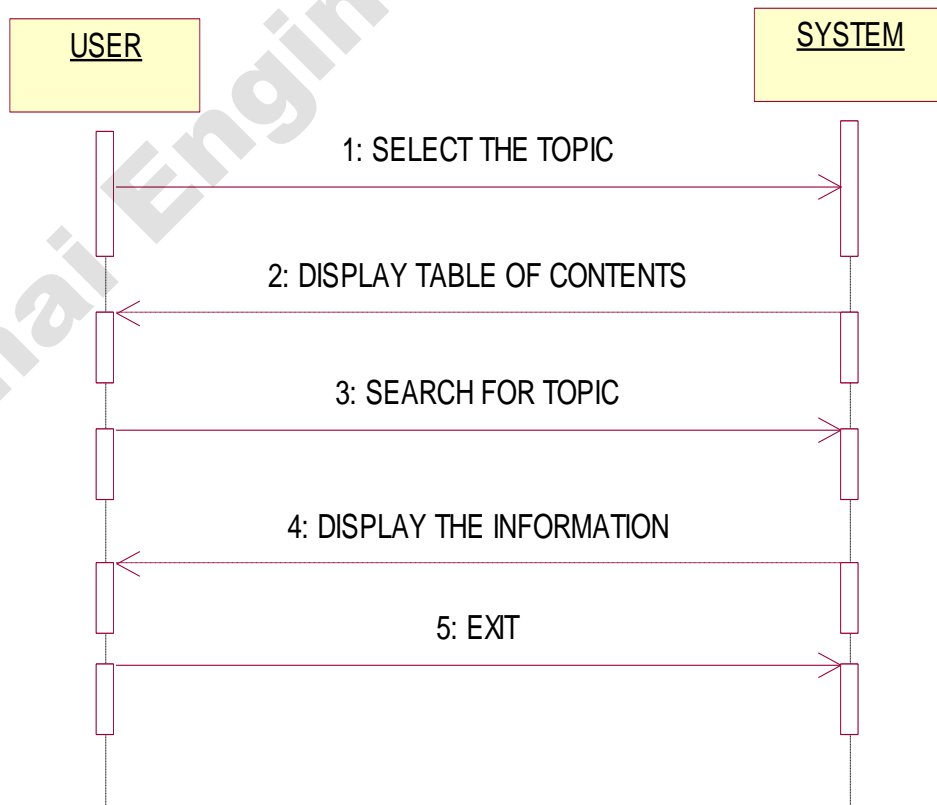 USER
SYSTEM
1: SELECT THE TOPIC
2: DISPLAY TABLE OF CONTENTS
3: SEARCH FOR TOPIC
4: DISPLAY THE INFORMATION
5: EXIT